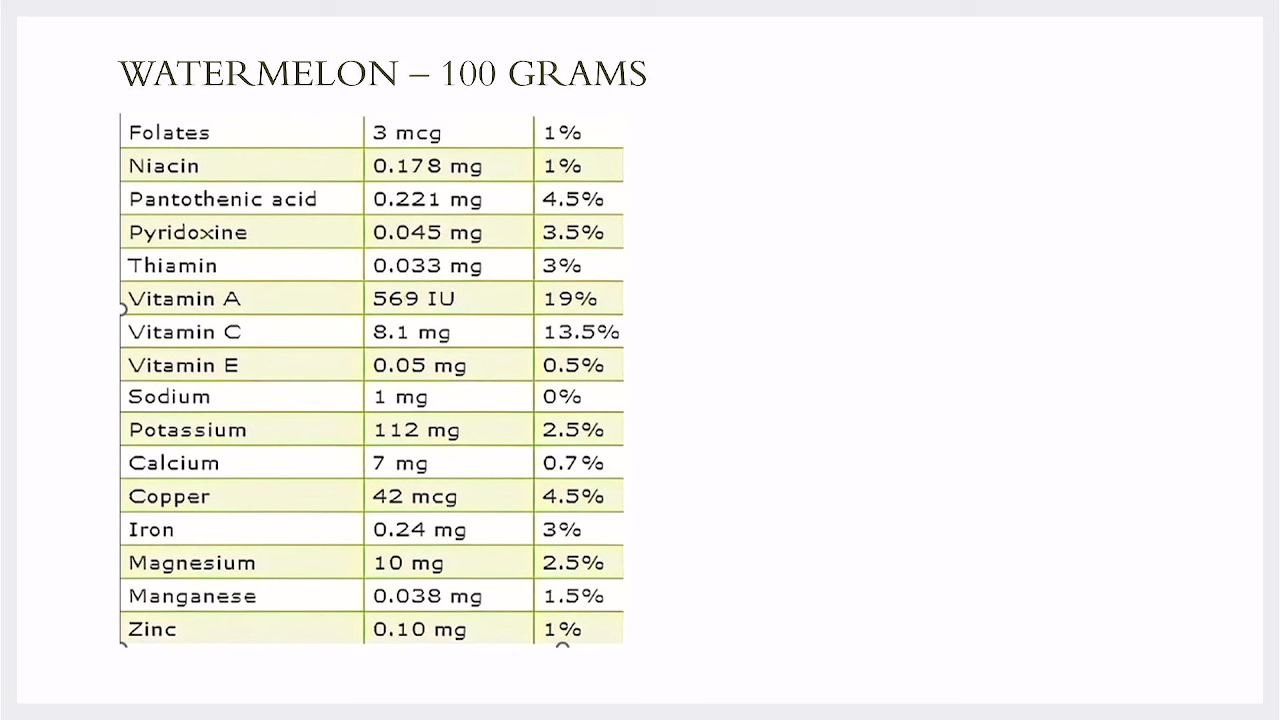 WATERMELON – 100 GRAMS
Folates 3 mcg 1%
Niacin 0.178 mg 1%
Pantothenic acid 0.221 mg 4.5%
Pyridoxine 0.045 mg 3.5%
Thiamin 0.033 mg 3%
Vitamin A 569 IU 19%
Vitamin C 8.1 mg 13.5%
Vitamin E 0.05 mg 0.5%
Sodium 1 mg 0%
Potassium 112 mg 2.5%
Calcium 7 mg 0.7%
Copper 42 mcg 4.5%
Iron 0.24 mg 3%
Magnesium 10 mg 2.5%
Manganese 0.038 mg 1.5%
Zinc 0.10 mg 1%